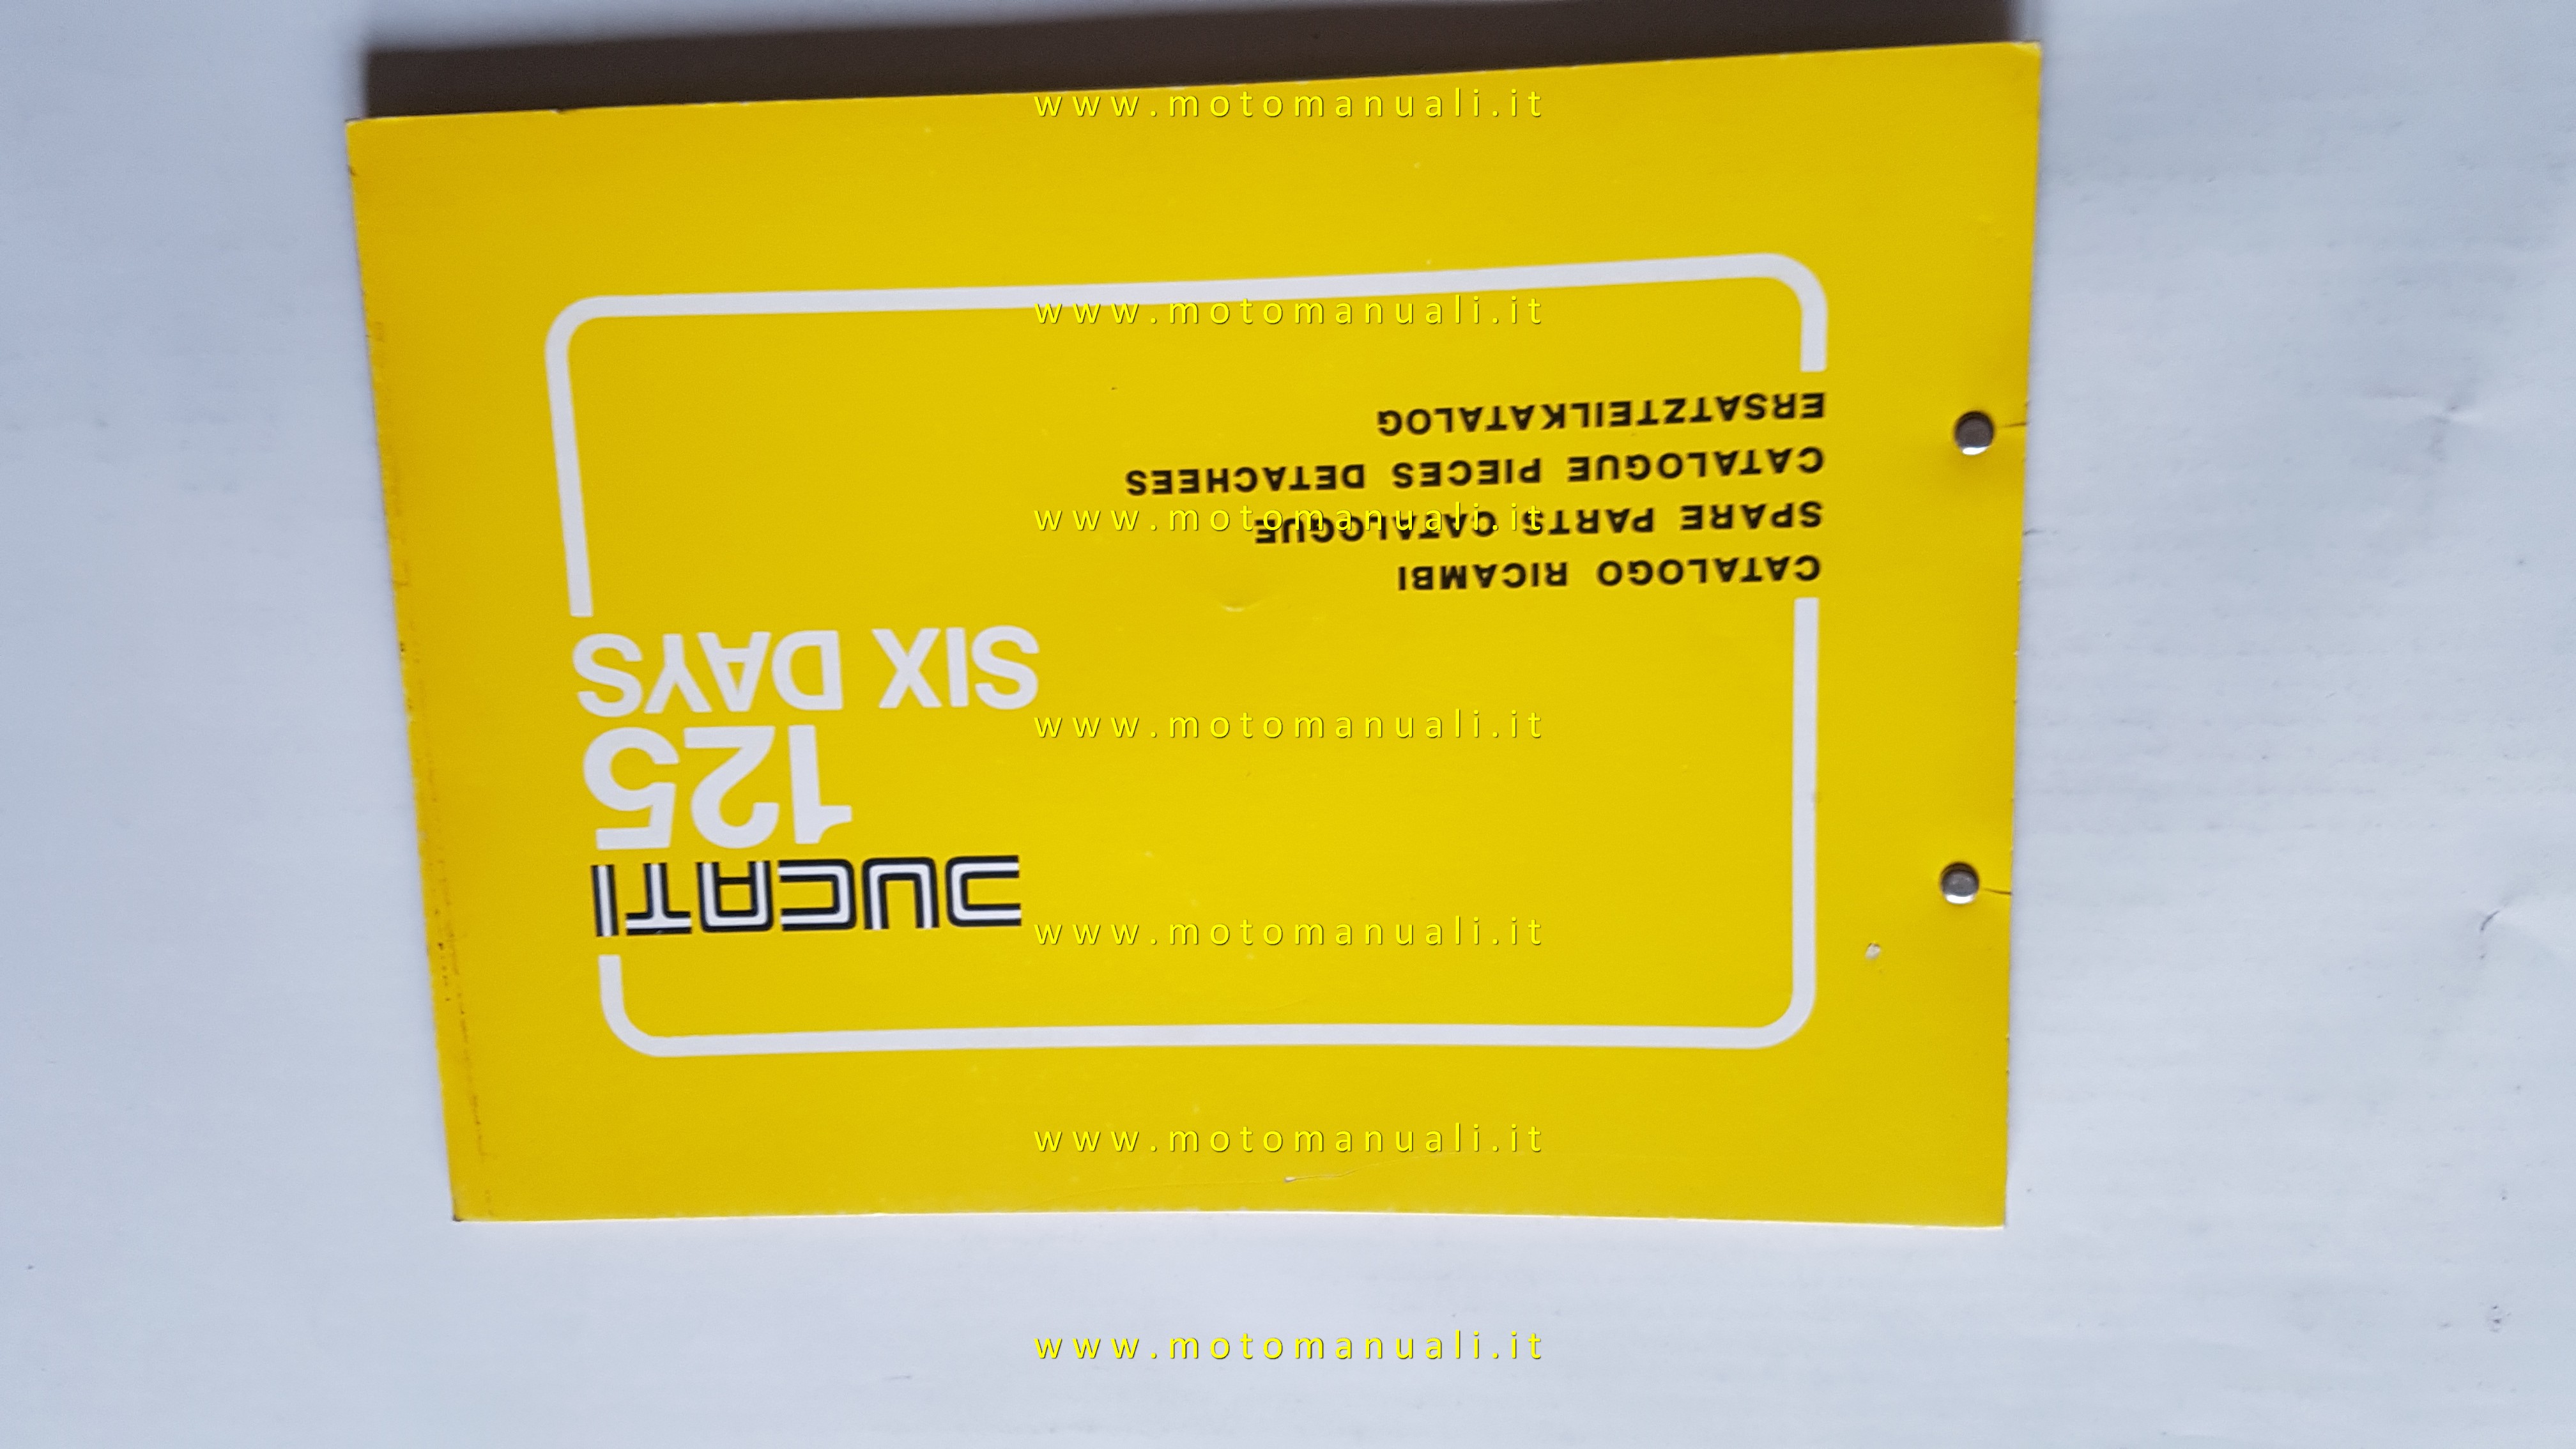 DUCATI
125
SIX DAYS
CATALOGO RICAMBI
SPARE PARTS CATALOGUE
CATALOGUE PIECES DETACHEES
ERSATZTEILKATALOG
www.motomanuali.it
www.motomanuali.it
www.motomanuali.it
www.motomanuali.it
www.motomanuali.it
www.motomanuali.it
www.motomanuali.it